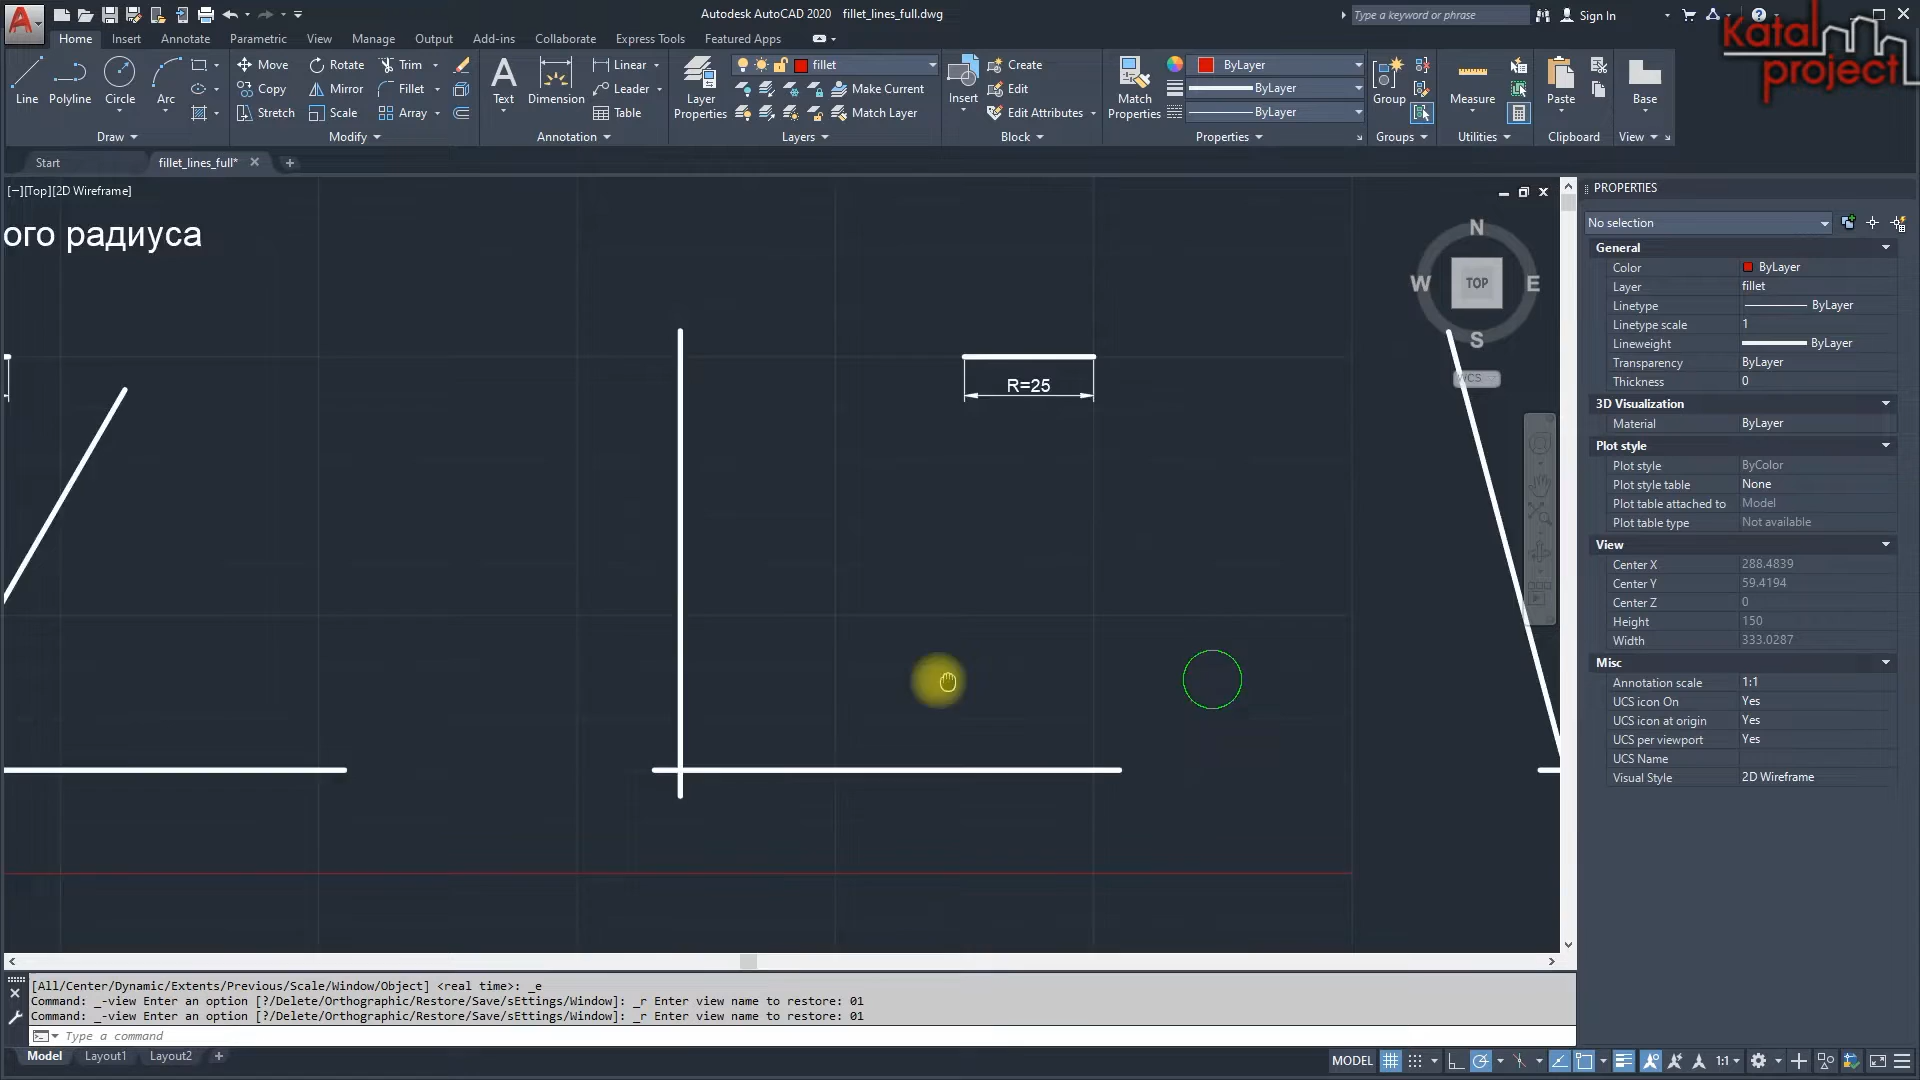 Autodesk AutoCAD 2020 fillet_lines_full.dwg
Type a keyword or phrase
Sign In
Katal
project
Home Insert Annotate Parametric View Manage Output Add-ins Collaborate Express Tools Featured Apps
Line Polyline Circle Arc
Move Rotate Trim
Copy Mirror Fillet
Stretch Scale Array
Text Dimension
Linear
Leader
Table
Layer
Properties
fillet
Make Current
Match Layer
Insert
Create
Edit
Edit Attributes
Match
Properties
ByLayer
ByLayer
ByLayer
Group
Measure
Paste
Base
Draw Modify Annotation Layers Block Properties Groups Utilities Clipboard View
Start fillet_lines_full*
[−][Top][2D Wireframe]
ого радиуса
R=25
N
W TOP E
S
WCS
PROPERTIES
No selection
General
Color ByLayer
Layer fillet
Linetype ByLayer
Linetype scale 1
Lineweight ByLayer
Transparency ByLayer
Thickness 0
3D Visualization
Material ByLayer
Plot style
Plot style ByColor
Plot style table None
Plot table attached to Model
Plot table type Not available
View
Center X 288.4839
Center Y 59.4194
Center Z 0
Height 150
Width 333.0287
Misc
Annotation scale 1:1
UCS icon On Yes
UCS icon at origin Yes
UCS per viewport Yes
UCS Name
Visual Style 2D Wireframe
[All/Center/Dynamic/Extents/Previous/Scale/Window/Object] <real time>: _e
Command: _-view Enter an option [?/Delete/Orthographic/Restore/Save/sEttings/Window]: _r Enter view name to restore: 01
Command: _-view Enter an option [?/Delete/Orthographic/Restore/Save/sEttings/Window]: _r Enter view name to restore: 01
Type a command
Model Layout1 Layout2 +
MODEL 1:1